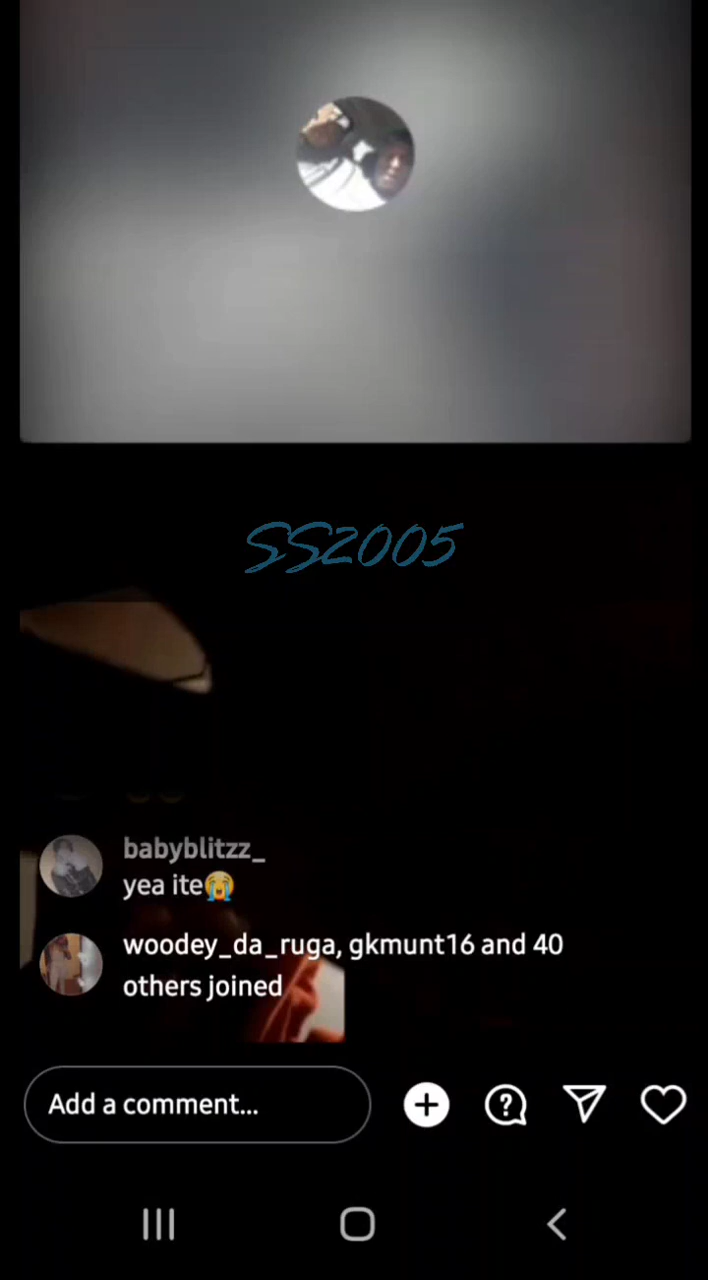 SS2005
babyblitzz_
yea ite😭
woodey_da_ruga, gkmunt16 and 40
others joined
Add a comment...